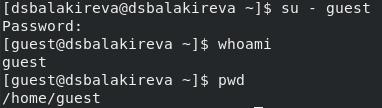 [dsbalakireva@dsbalakireva ~]$ su - guest
Password:
[guest@dsbalakireva ~]$ whoami
guest
[guest@dsbalakireva ~]$ pwd
/home/guest